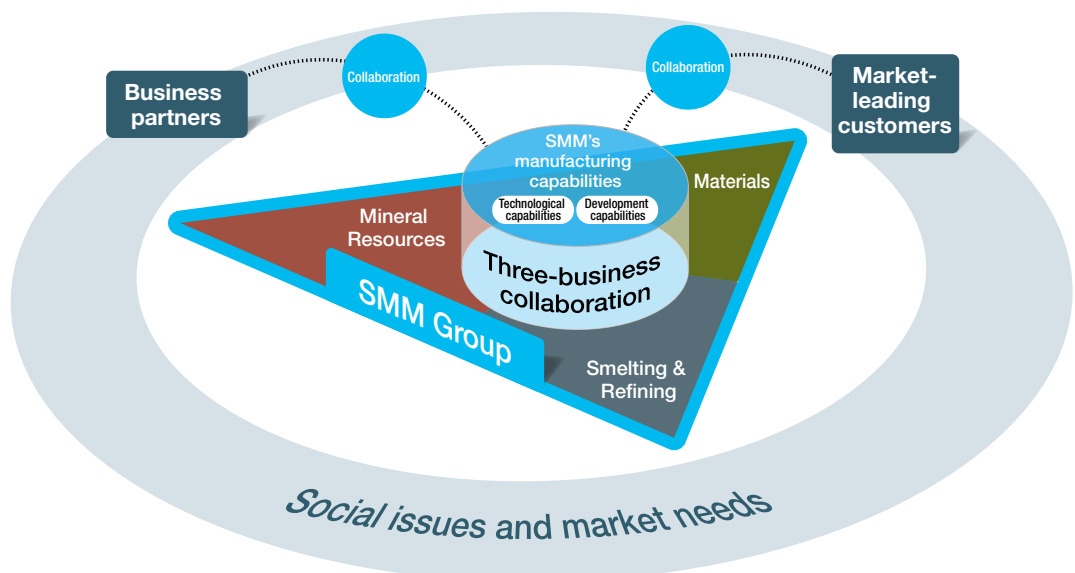 Business
partners
Collaboration
Collaboration
Market-
leading
customers
SMM’s
manufacturing
capabilities
Technological
capabilities
Development
capabilities
Materials
Mineral
Resources
Three-business
collaboration
SMM Group
Smelting &
Refining
Social issues and market needs